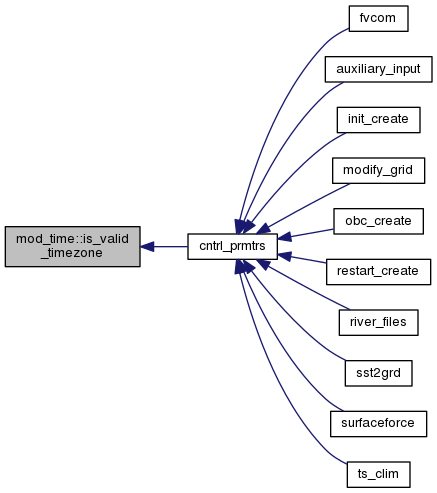 fvcom
auxiliary_input
init_create
modify_grid
obc_create
mod_time::is_valid
_timezone
cntrl_prmtrs
restart_create
river_files
sst2grd
surfaceforce
ts_clim